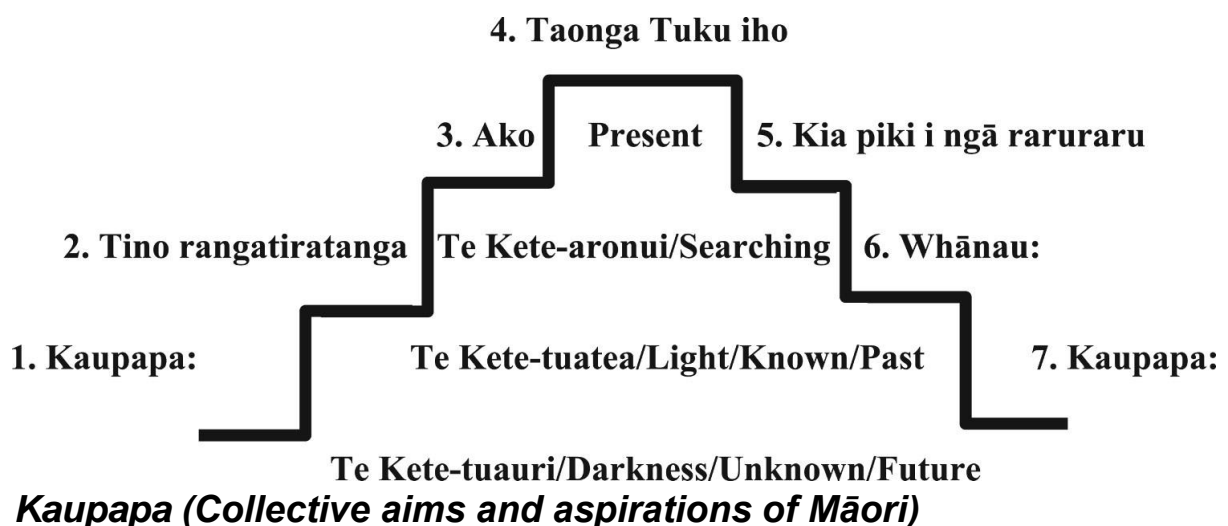 4. Taonga Tuku iho
3. Ako Present 5. Kia piki i ngā raruraru
2. Tino rangatiratanga Te Kete-aronui/Searching 6. Whānau:
1. Kaupapa: Te Kete-tuatea/Light/Known/Past 7. Kaupapa:
Te Kete-tuauri/Darkness/Unknown/Future
Kaupapa (Collective aims and aspirations of Māori)